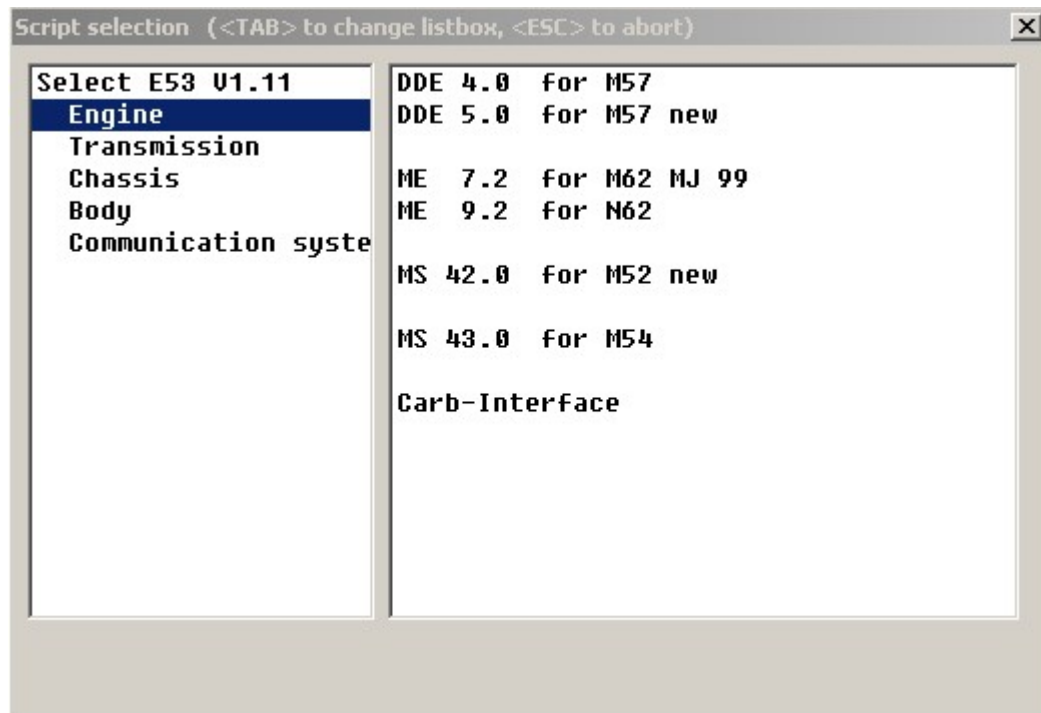 Script selection (<TAB> to change listbox, <ESC> to abort)
Select E53 V1.11
Engine
Transmission
Chassis
Body
Communication syste
DDE 4.0 for M57
DDE 5.0 for M57 new
ME 7.2 for M62 MJ 99
ME 9.2 for N62
MS 42.0 for M52 new
MS 43.0 for M54
Carb-Interface